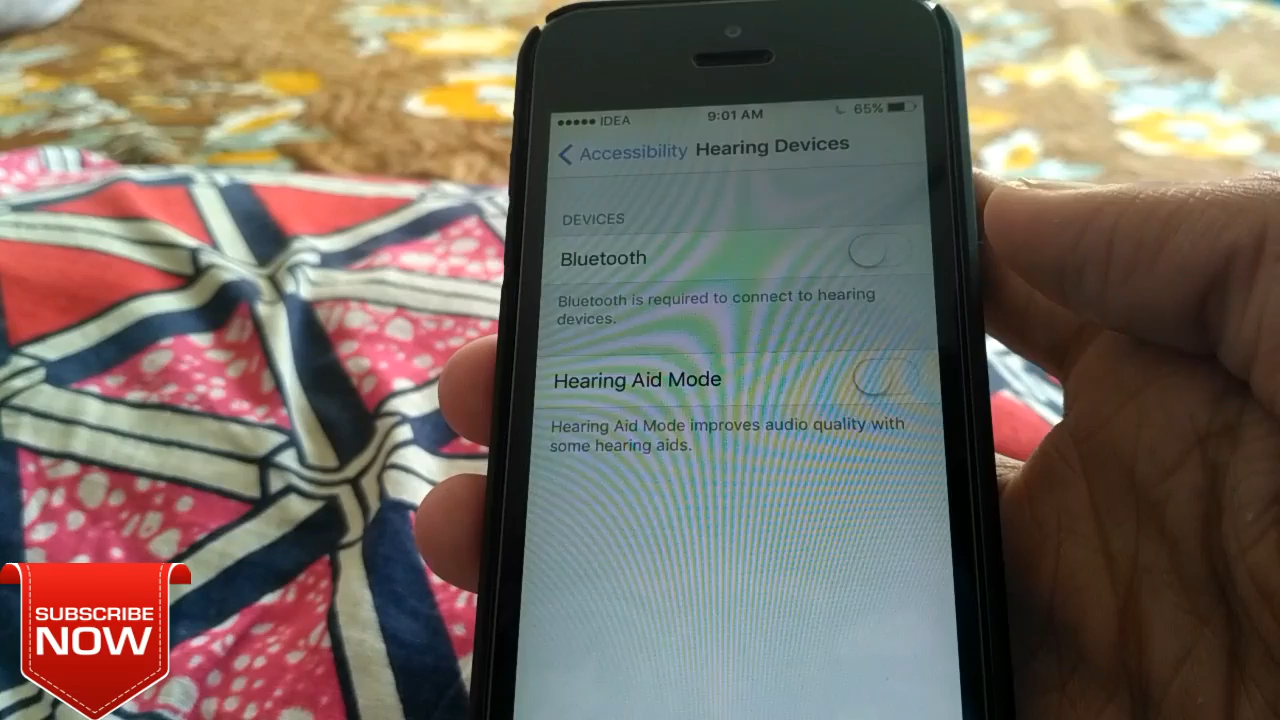 ●●●●● IDEA 9:01 AM 65%
Accessibility Hearing Devices
DEVICES
Bluetooth
Bluetooth is required to connect to hearing
devices.
Hearing Aid Mode
Hearing Aid Mode improves audio quality with
some hearing aids.
SUBSCRIBE
NOW